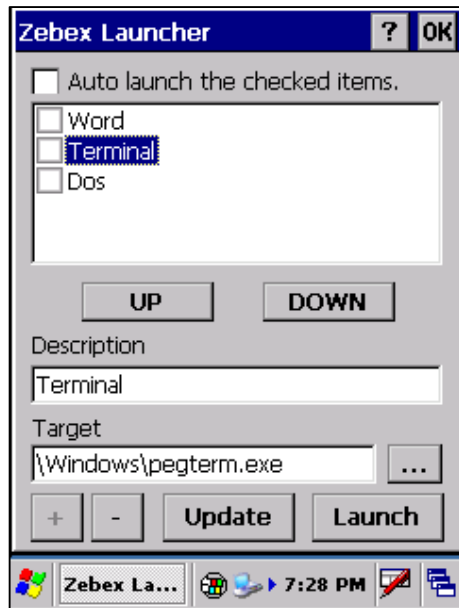 Zebex Launcher ? OK
Auto launch the checked items.
Word
Terminal
Dos
UP DOWN
Description
Terminal
Target
\Windows\pegterm.exe ...
+ - Update Launch
Zebex La... 7:28 PM